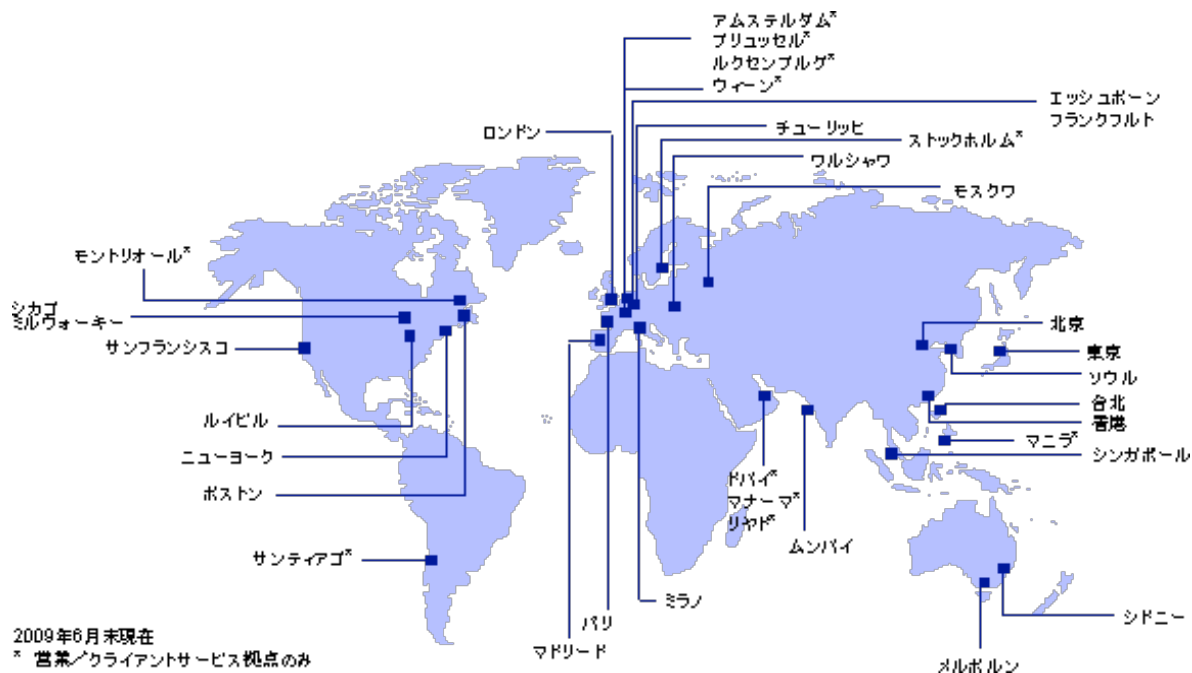 アムステルダム*
ブリュッセル*
ルクセンブルグ*
ウィーン*
エッシュボーン
フランクフルト
ロンドン
チューリッヒ
ストックホルム*
ワルシャワ
モスクワ
モントリオール*
シカゴ
ミルウォーキー
サンフランシスコ
北京
東京
ソウル
台北
香港
マニラ*
シンガポール
ルイビル
ニューヨーク
ボストン
ドバイ*
マナーマ*
リヤド*
ムンバイ
サンティアゴ*
ミラノ
パリ
マドリード
シドニー
メルボルン
2009年6月末現在
* 営業/クライアントサービス拠点のみ